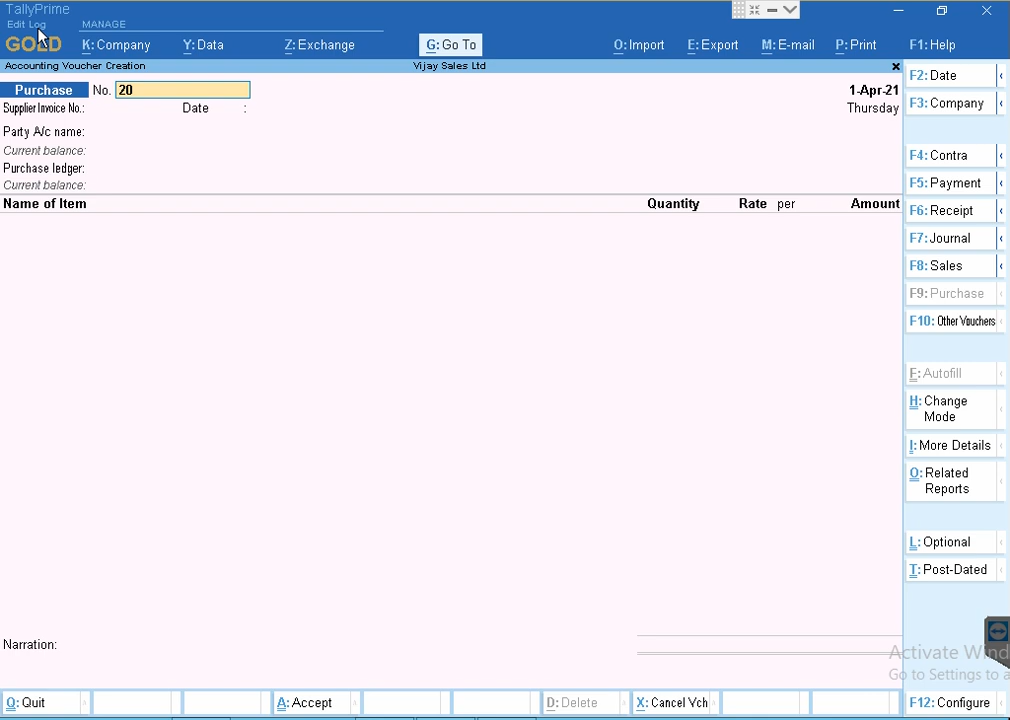 TallyPrime
Edit Log
MANAGE
GOLD
K: Company
Y: Data
Z: Exchange
G: Go To
O: Import
E: Export
M: E-mail
P: Print
F1: Help
Accounting Voucher Creation
Vijay Sales Ltd
Purchase No. 20
1-Apr-21
Supplier Invoice No.: Date :
Thursday
Party A/c name:
Current balance:
Purchase ledger:
Current balance:
Name of Item Quantity Rate per Amount
Narration:
F2: Date
F3: Company
F4: Contra
F5: Payment
F6: Receipt
F7: Journal
F8: Sales
F9: Purchase
F10: Other Vouchers
F: Autofill
H: Change
Mode
I: More Details
O: Related
Reports
L: Optional
T: Post-Dated
Activate Wind
Go to Settings to a
Q: Quit
A: Accept
D: Delete
X: Cancel Vch
F12: Configure